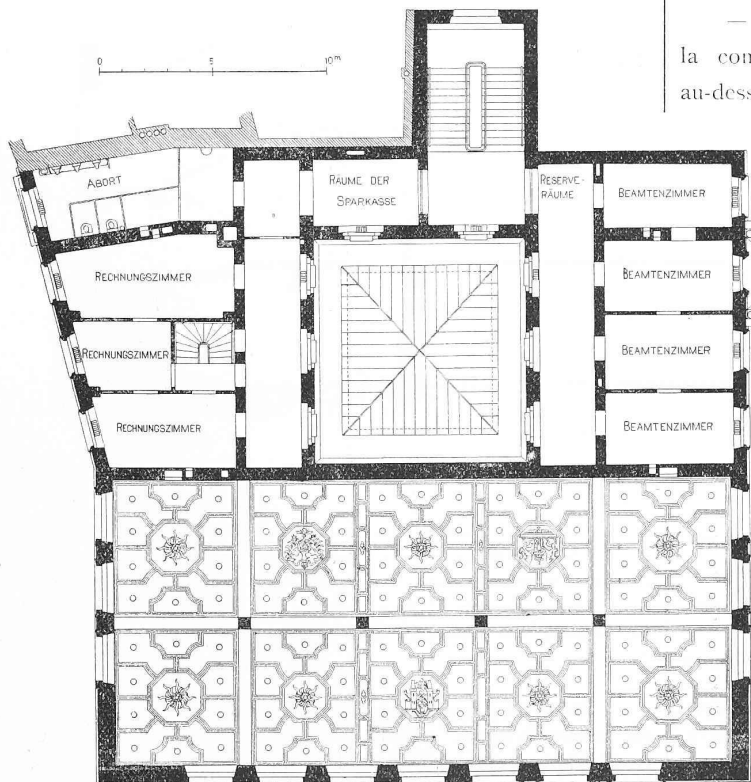 0 5 10m
la con
au-dess
ABORT
RÄUME DER
SPARKASSE
RESERVE-
RÄUME
BEAMTENZIMMER
RECHNUNGSZIMMER
BEAMTENZIMMER
RECHNUNGSZIMMER
BEAMTENZIMMER
RECHNUNGSZIMMER
BEAMTENZIMMER